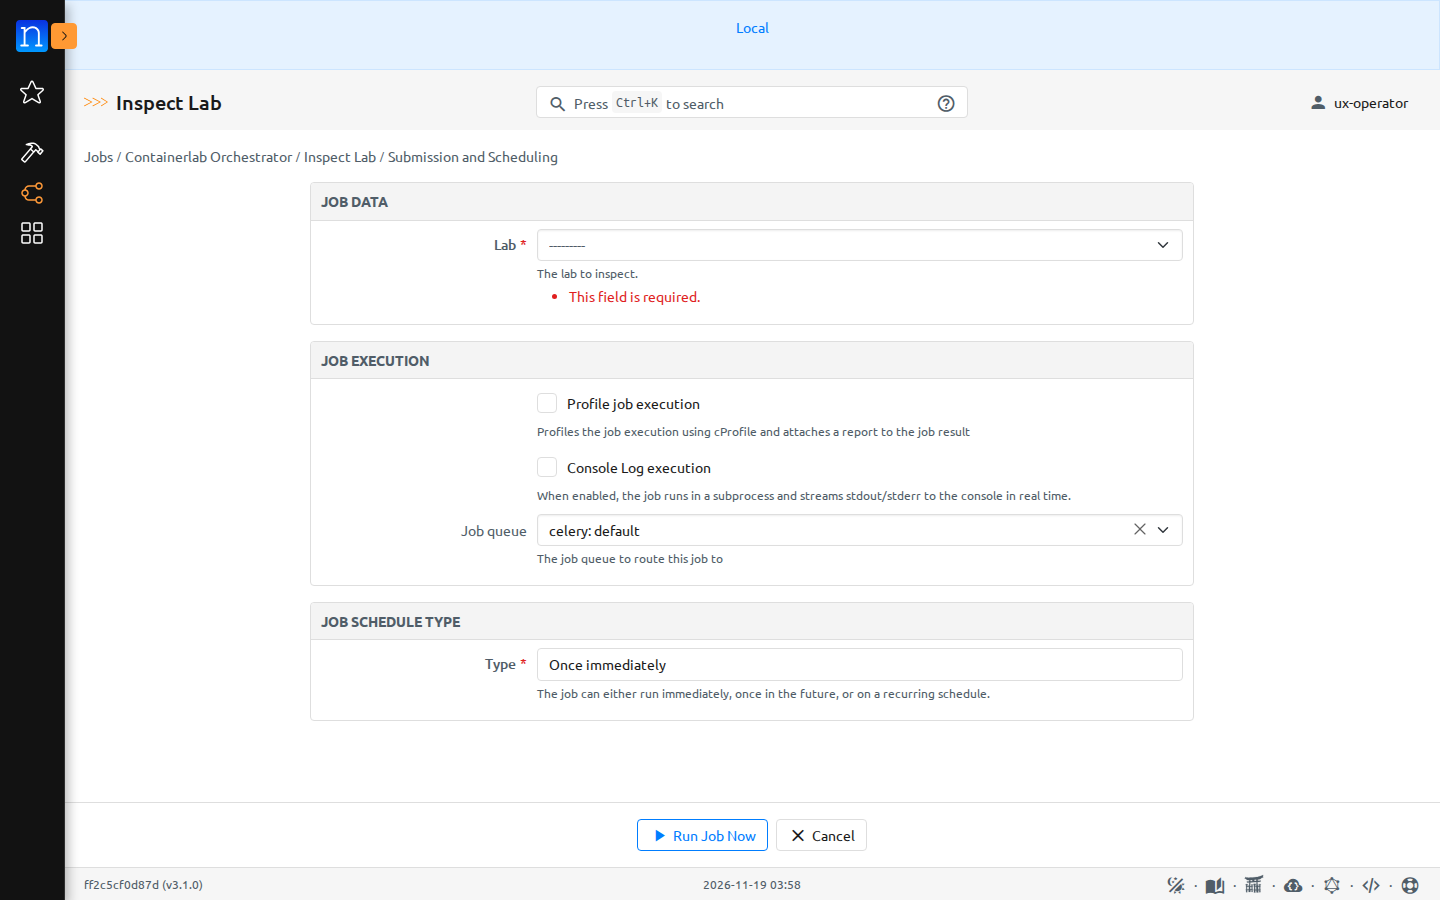 n
Local
Inspect Lab
Press Ctrl+K to search
ux-operator
Jobs / Containerlab Orchestrator / Inspect Lab / Submission and Scheduling
JOB DATA
Lab *
---------
The lab to inspect.
• This field is required.
JOB EXECUTION
Profile job execution
Profiles the job execution using cProfile and attaches a report to the job result
Console Log execution
When enabled, the job runs in a subprocess and streams stdout/stderr to the console in real time.
Job queue
celery: default
The job queue to route this job to
JOB SCHEDULE TYPE
Type *
Once immediately
The job can either run immediately, once in the future, or on a recurring schedule.
Run Job Now
Cancel
ff2c5cf0d87d (v3.1.0)
2026-11-19 03:58